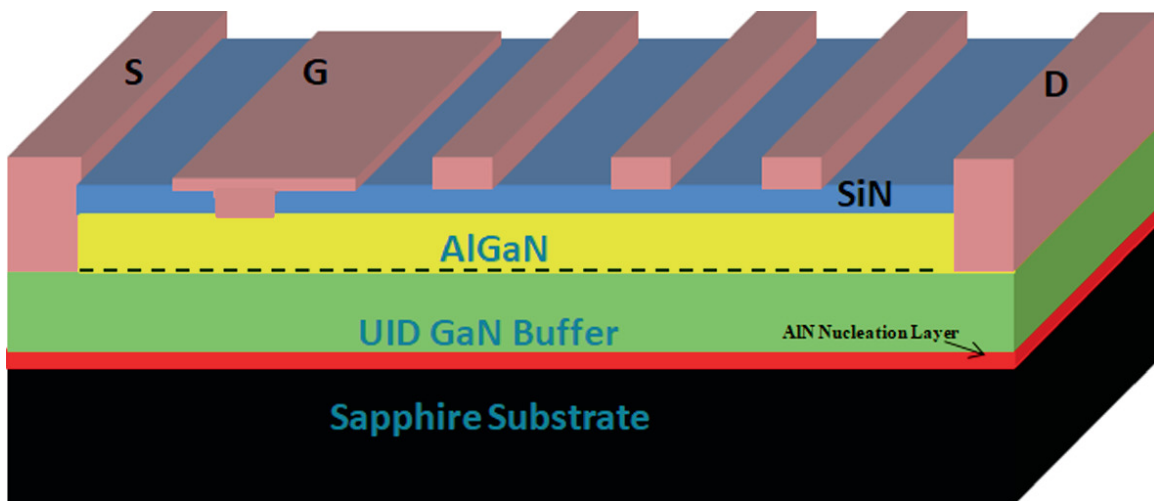 S
G
D
SiN
AlGaN
UID GaN Buffer
AlN Nucleation Layer
Sapphire Substrate